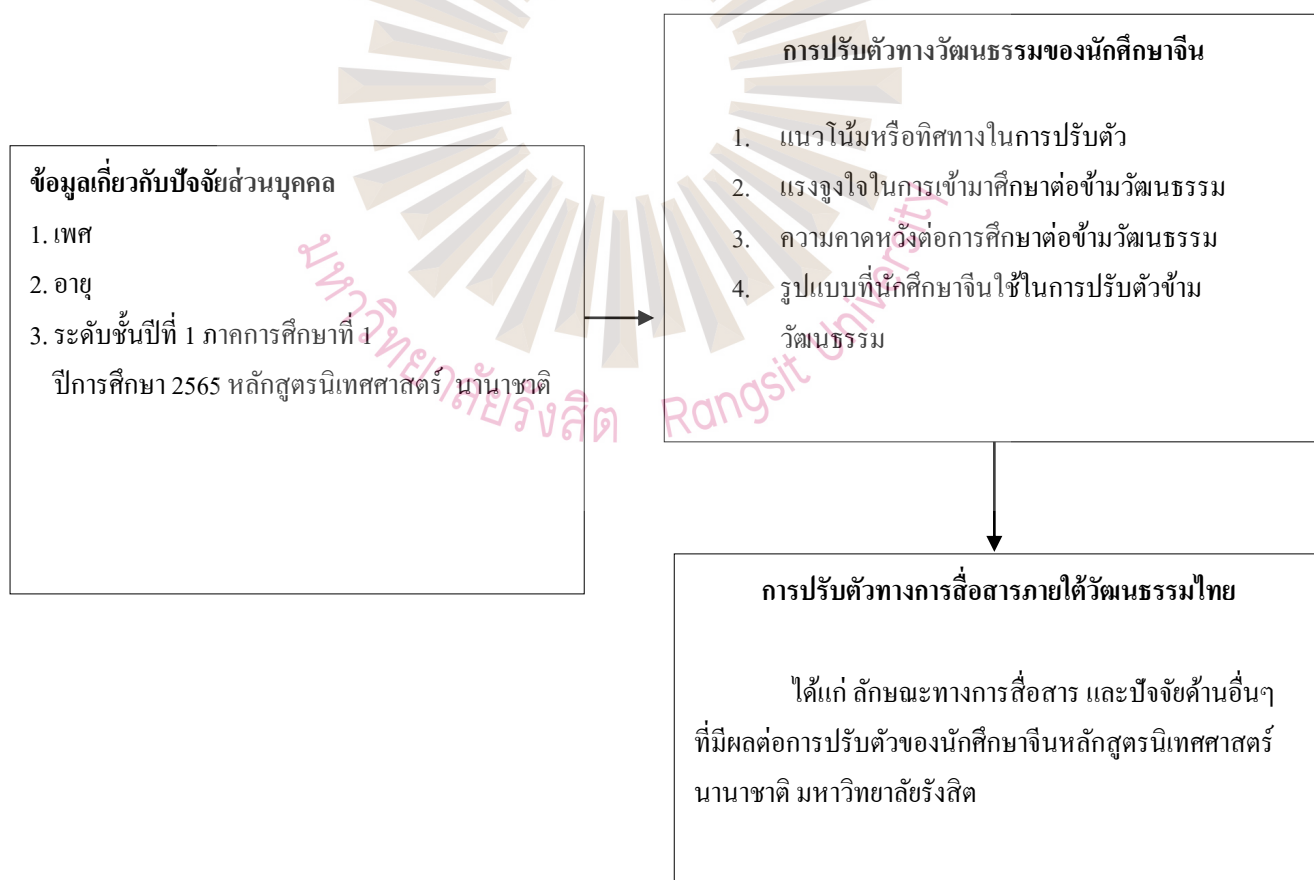 ข้อมูลเกี่ยวกับปัจจัยส่วนบุคคล
1. เพศ
2. อายุ
3. ระดับชั้นปีที่ 1 ภาคการศึกษาที่ 1
ปีการศึกษา 2565 หลักสูตรนิเทศศาสตร์ นานาชาติ
การปรับตัวทางวัฒนธรรมของนักศึกษาจีน
1. แนวโน้มหรือทิศทางในการปรับตัว
2. แรงจูงใจในการเข้ามาศึกษาต่อข้ามวัฒนธรรม
3. ความคาดหวังต่อการศึกษาต่อข้ามวัฒนธรรม
4. รูปแบบที่นักศึกษาจีนใช้ในการปรับตัวข้าม
วัฒนธรรม
การปรับตัวทางการสื่อสารภายใต้วัฒนธรรมไทย
ได้แก่ ลักษณะทางการสื่อสาร และปัจจัยด้านอื่นๆ
ที่มีผลต่อการปรับตัวของนักศึกษาจีนหลักสูตรนิเทศศาสตร์
นานาชาติ มหาวิทยาลัยรังสิต
มหาวิทยาลัยรังสิต Rangsit University